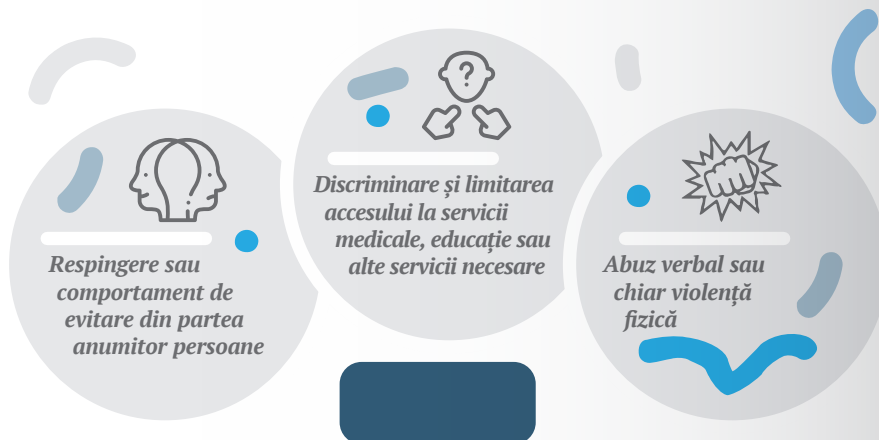 Respingere sau
comportament de
evitare din partea
anumitor persoane
Discriminare și limitarea
accesului la servicii
medicale, educație sau
alte servicii necesare
Abuz verbal sau
chiar violență
fizică